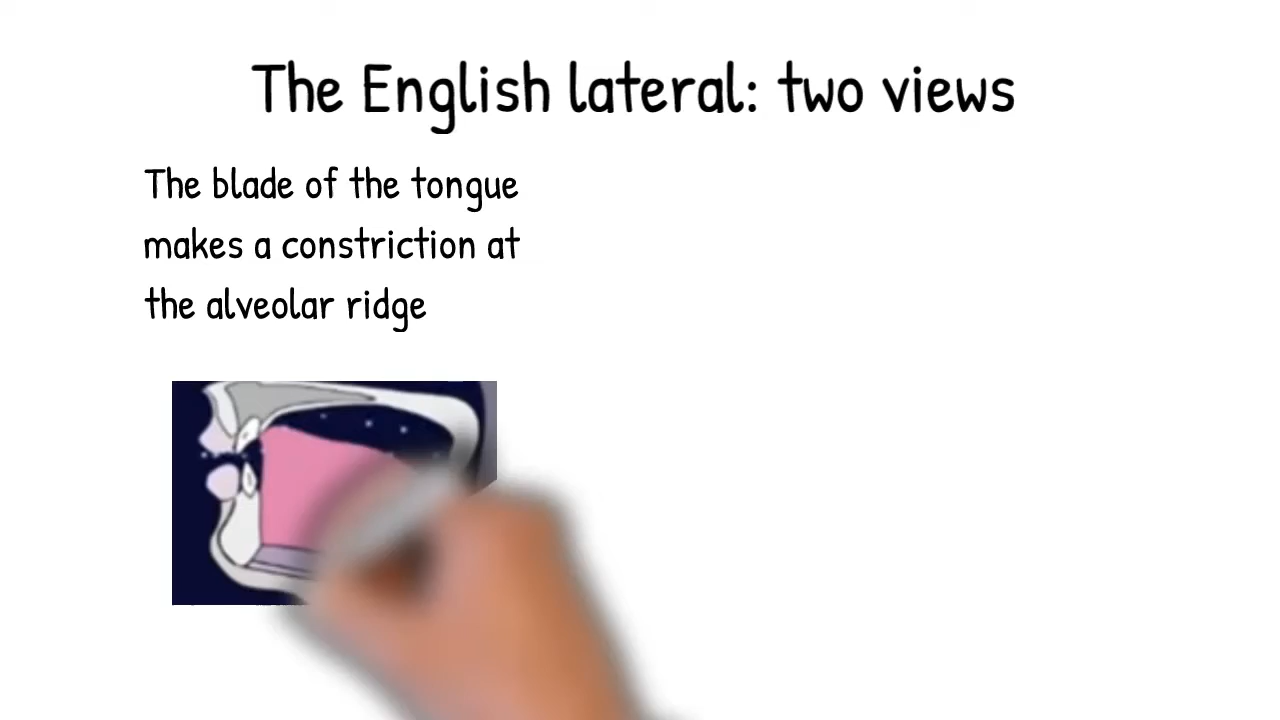 The English lateral: two views
The blade of the tongue
makes a constriction at
the alveolar ridge